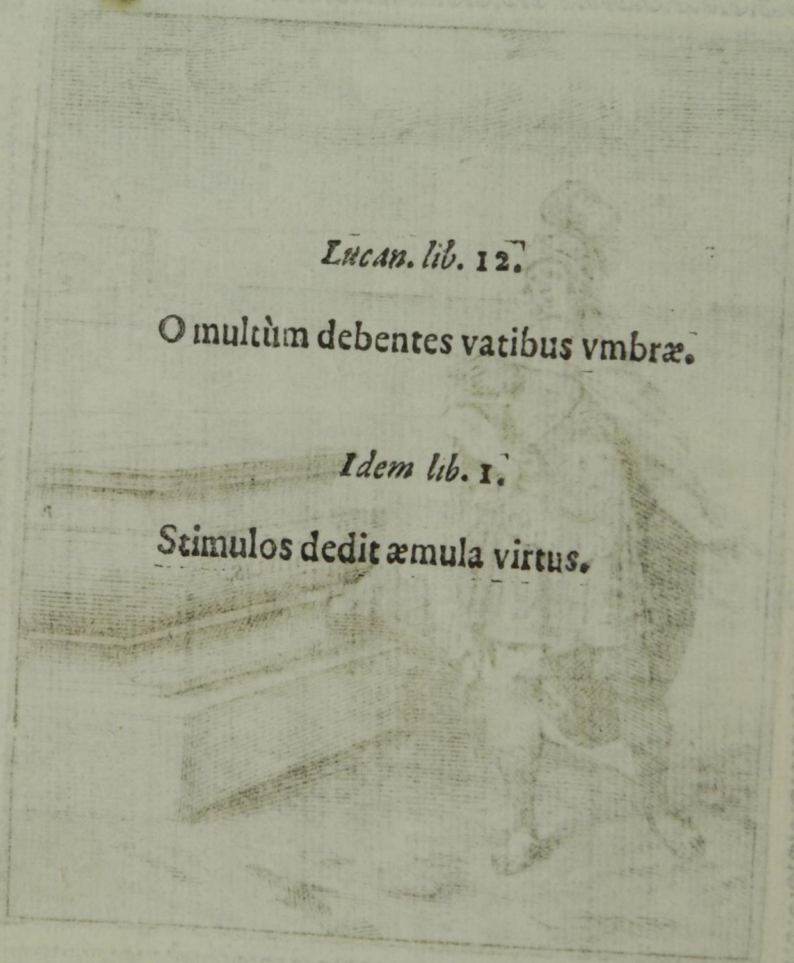 Lucan. lib. 12.
O multùm debentes vatibus vmbræ.
Idem lib. 1.
Stimulos dedit æmula virtus.